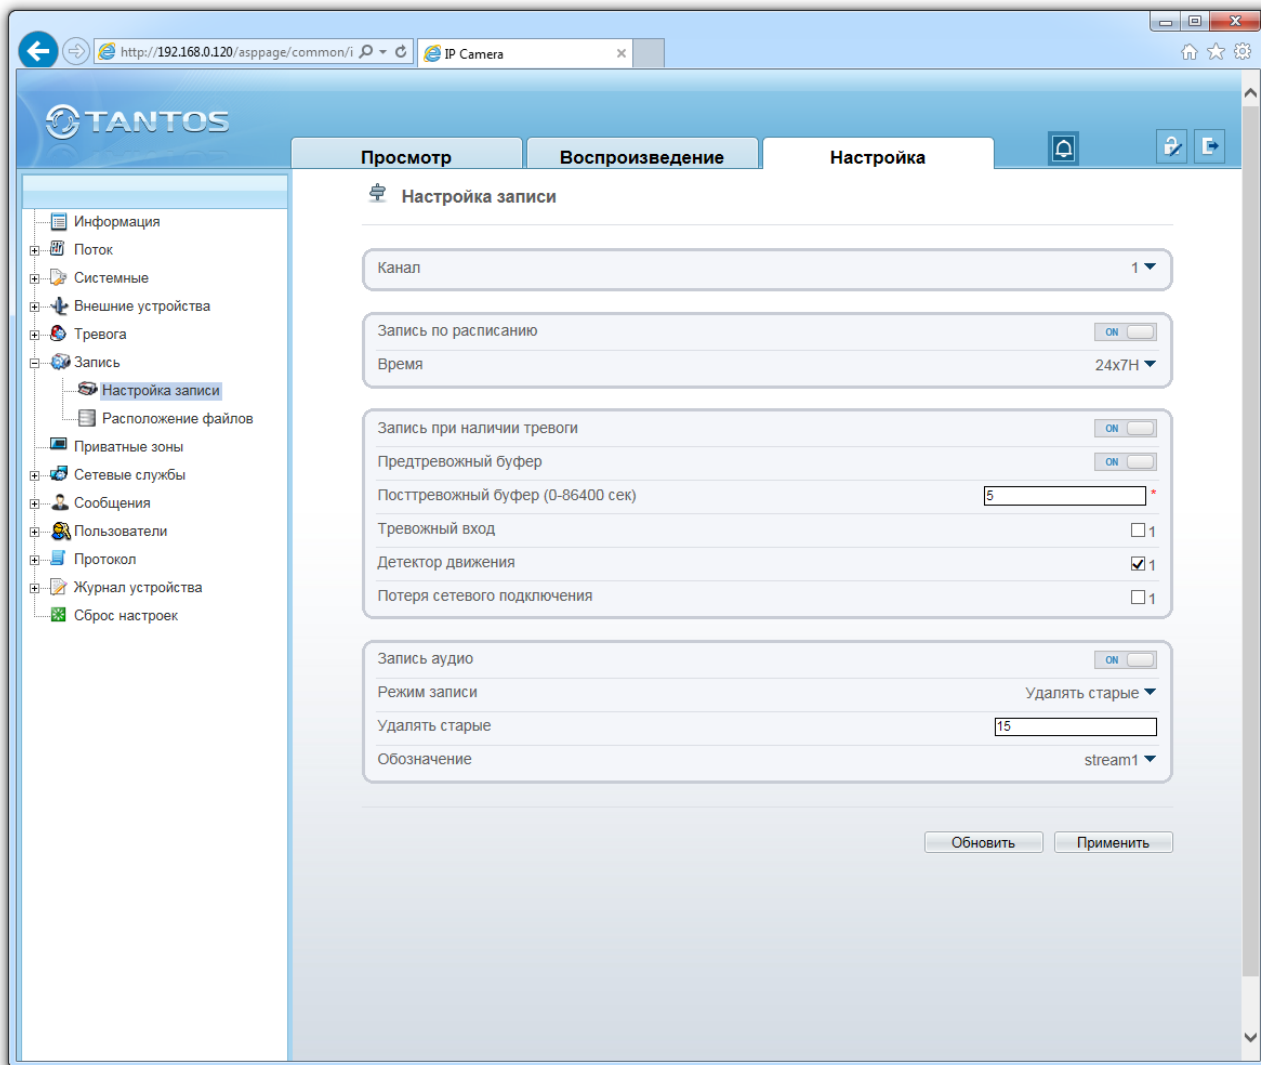 http://192.168.0.120/asppage/common/i
IP Camera
TANTOS
Просмотр
Воспроизведение
Настройка
Информация
Поток
Системные
Внешние устройства
Тревога
Запись
Настройка записи
Расположение файлов
Приватные зоны
Сетевые службы
Сообщения
Пользователи
Протокол
Журнал устройства
Сброс настроек
Настройка записи
Канал 1
Запись по расписанию ON
Время 24x7H
Запись при наличии тревоги ON
Предтревожный буфер ON
Посттревожный буфер (0-86400 сек) 5 *
Тревожный вход 1
Детектор движения 1
Потеря сетевого подключения 1
Запись аудио ON
Режим записи Удалять старые
Удалять старые 15
Обозначение stream1
Обновить Применить